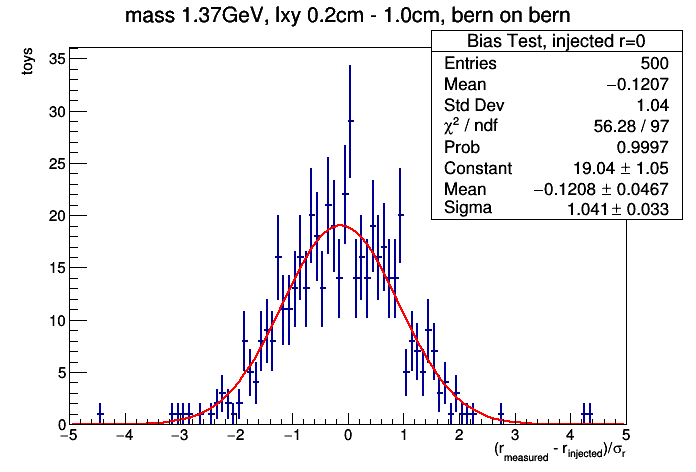 mass 1.37GeV, lxy 0.2cm - 1.0cm, bern on bern
toys
Bias Test, injected r=0
Entries 500
Mean −0.1207
Std Dev 1.04
χ² / ndf 56.28 / 97
Prob 0.9997
Constant 19.04 ± 1.05
Mean −0.1208 ± 0.0467
Sigma 1.041 ± 0.033
35
30
25
20
15
10
5
0
−5 −4 −3 −2 −1 0 1 2 3 4 5
(r_measured - r_injected)/σ_r